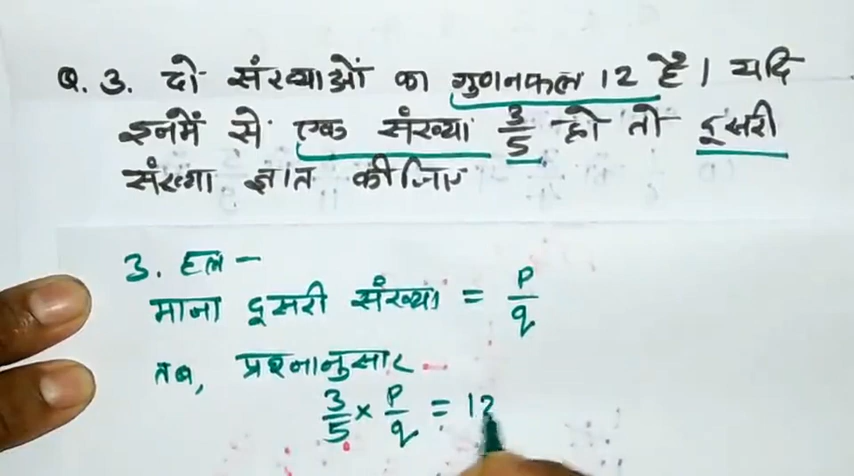 Q. 3. दो संख्याओं का गुणनफल 12 है। यदि
इनमें से एक संख्या 3/5 हो तो दूसरी
संख्या ज्ञात कीजिए
3. हल –
माना दूसरी संख्या = P/q
तब, प्रश्नानुसार
3/5 × P/q = 12